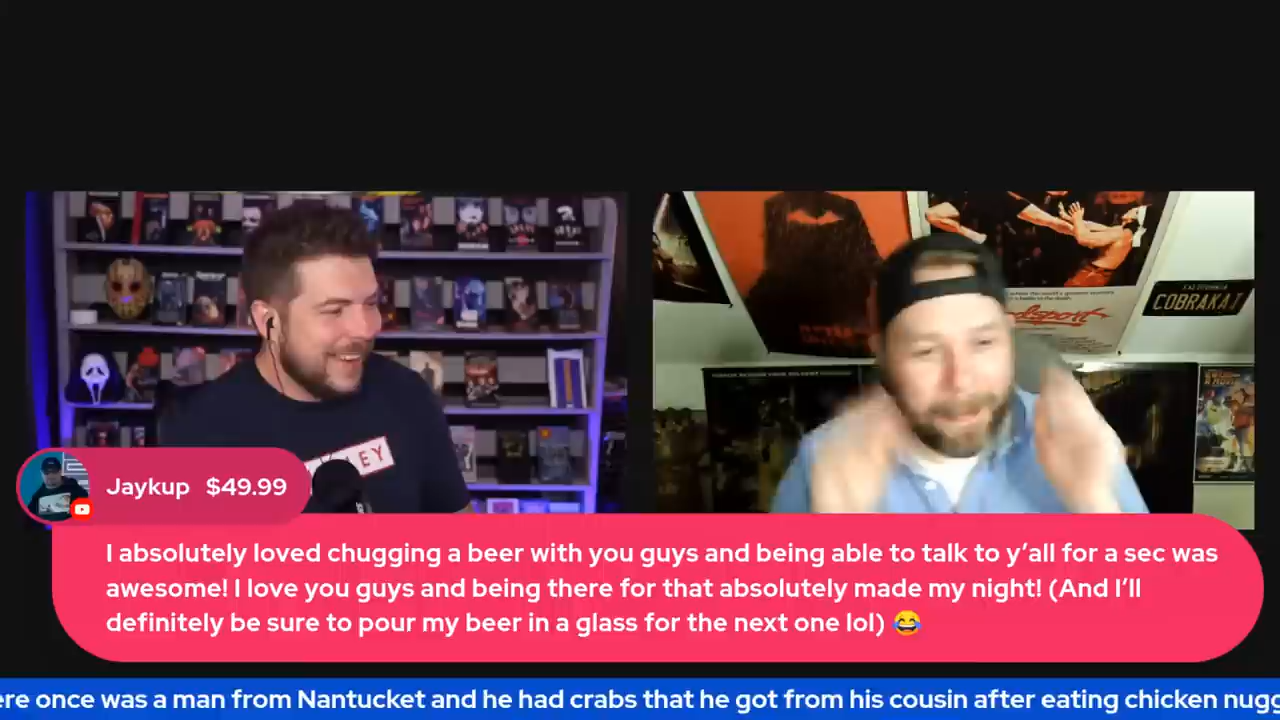 COBRAKAI
Jaykup $49.99
I absolutely loved chugging a beer with you guys and being able to talk to y’all for a sec was
awesome! I love you guys and being there for that absolutely made my night! (And I’ll
definitely be sure to pour my beer in a glass for the next one lol) 😂
ere once was a man from Nantucket and he had crabs that he got from his cousin after eating chicken nugg